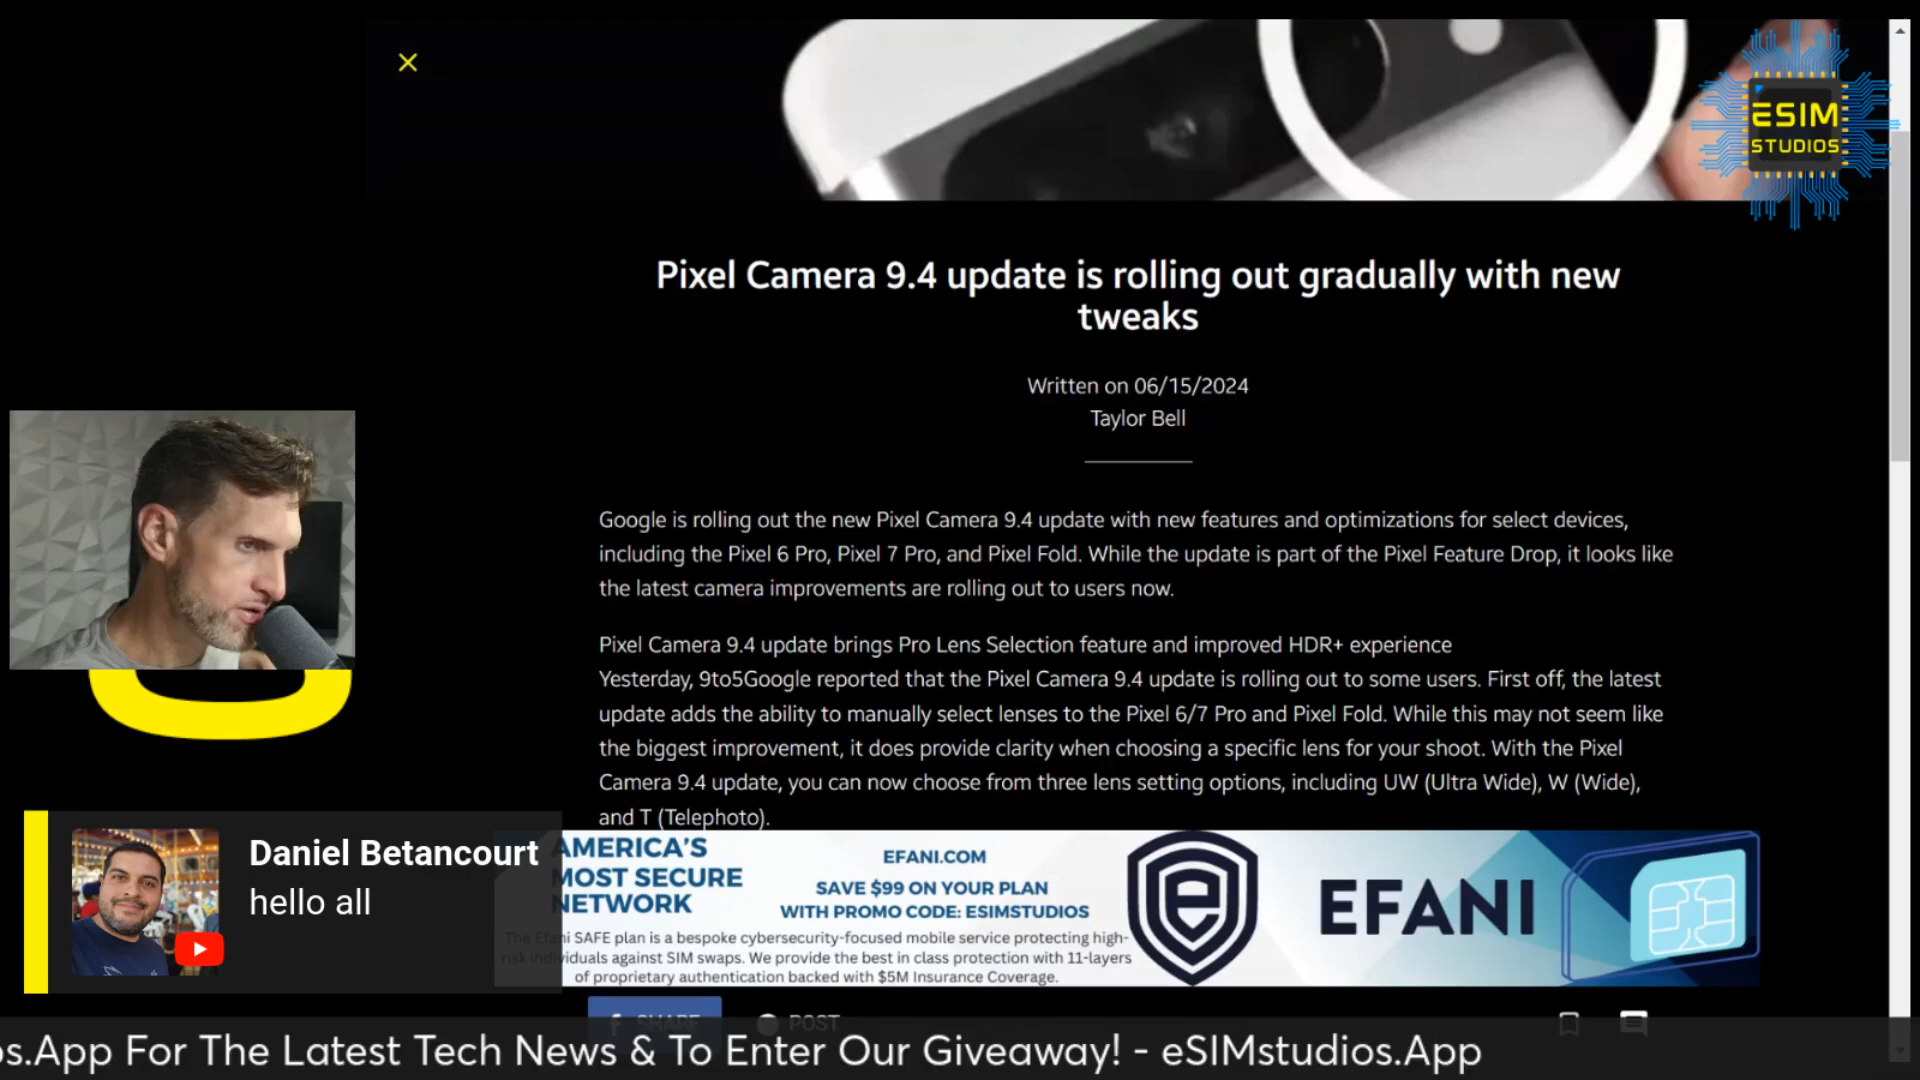 ESIM
STUDIOS
Pixel Camera 9.4 update is rolling out gradually with new
tweaks
Written on 06/15/2024
Taylor Bell
Google is rolling out the new Pixel Camera 9.4 update with new features and optimizations for select devices,
including the Pixel 6 Pro, Pixel 7 Pro, and Pixel Fold. While the update is part of the Pixel Feature Drop, it looks like
the latest camera improvements are rolling out to users now.
Pixel Camera 9.4 update brings Pro Lens Selection feature and improved HDR+ experience
Yesterday, 9to5Google reported that the Pixel Camera 9.4 update is rolling out to some users. First off, the latest
update adds the ability to manually select lenses to the Pixel 6/7 Pro and Pixel Fold. While this may not seem like
the biggest improvement, it does provide clarity when choosing a specific lens for your shoot. With the Pixel
Camera 9.4 update, you can now choose from three lens setting options, including UW (Ultra Wide), W (Wide),
and T (Telephoto).
Daniel Betancourt
hello all
AMERICA'S
MOST SECURE
NETWORK
EFANI.COM
SAVE $99 ON YOUR PLAN
WITH PROMO CODE: ESIMSTUDIOS
The Efani SAFE plan is a bespoke cybersecurity-focused mobile service protecting high-
risk individuals against SIM swaps. We provide the best in class protection with 11-layers
of proprietary authentication backed with $5M Insurance Coverage.
e EFANI
f SHARE
POST
os.App For The Latest Tech News & To Enter Our Giveaway! - eSIMstudios.App